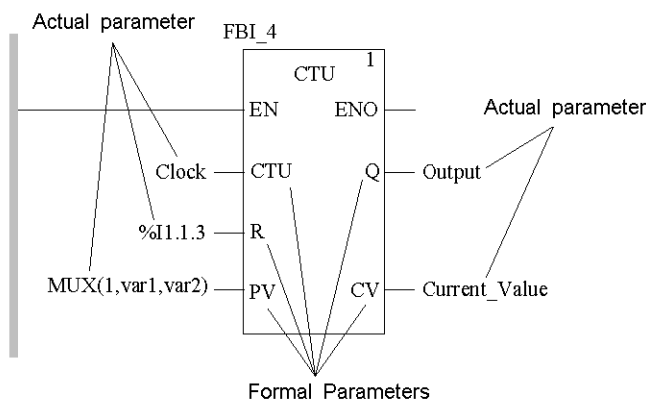 Actual parameter
FBI_4
1
CTU
EN
ENO
Actual parameter
Clock
CTU
Q
Output
%I1.1.3
R
MUX(1,var1,var2)
PV
CV
Current_Value
Formal Parameters